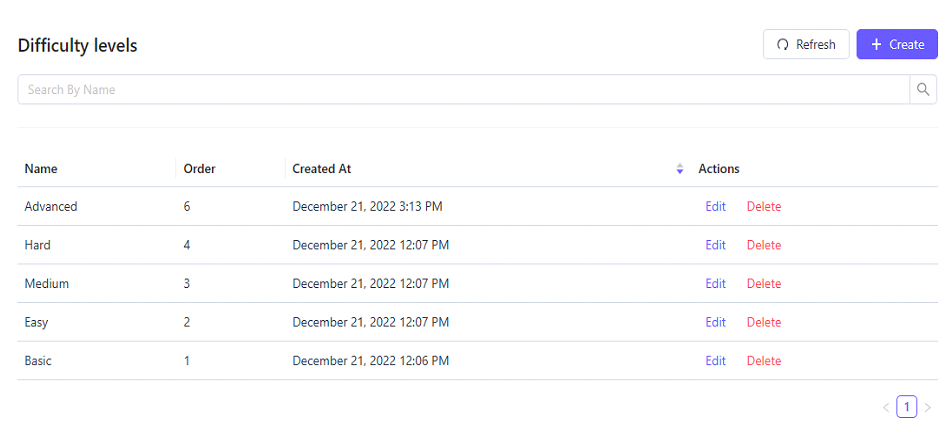 Difficulty levels
Refresh
Create
Search By Name
Name Order Created At Actions
Advanced 6 December 21, 2022 3:13 PM Edit Delete
Hard 4 December 21, 2022 12:07 PM Edit Delete
Medium 3 December 21, 2022 12:07 PM Edit Delete
Easy 2 December 21, 2022 12:07 PM Edit Delete
Basic 1 December 21, 2022 12:06 PM Edit Delete
1